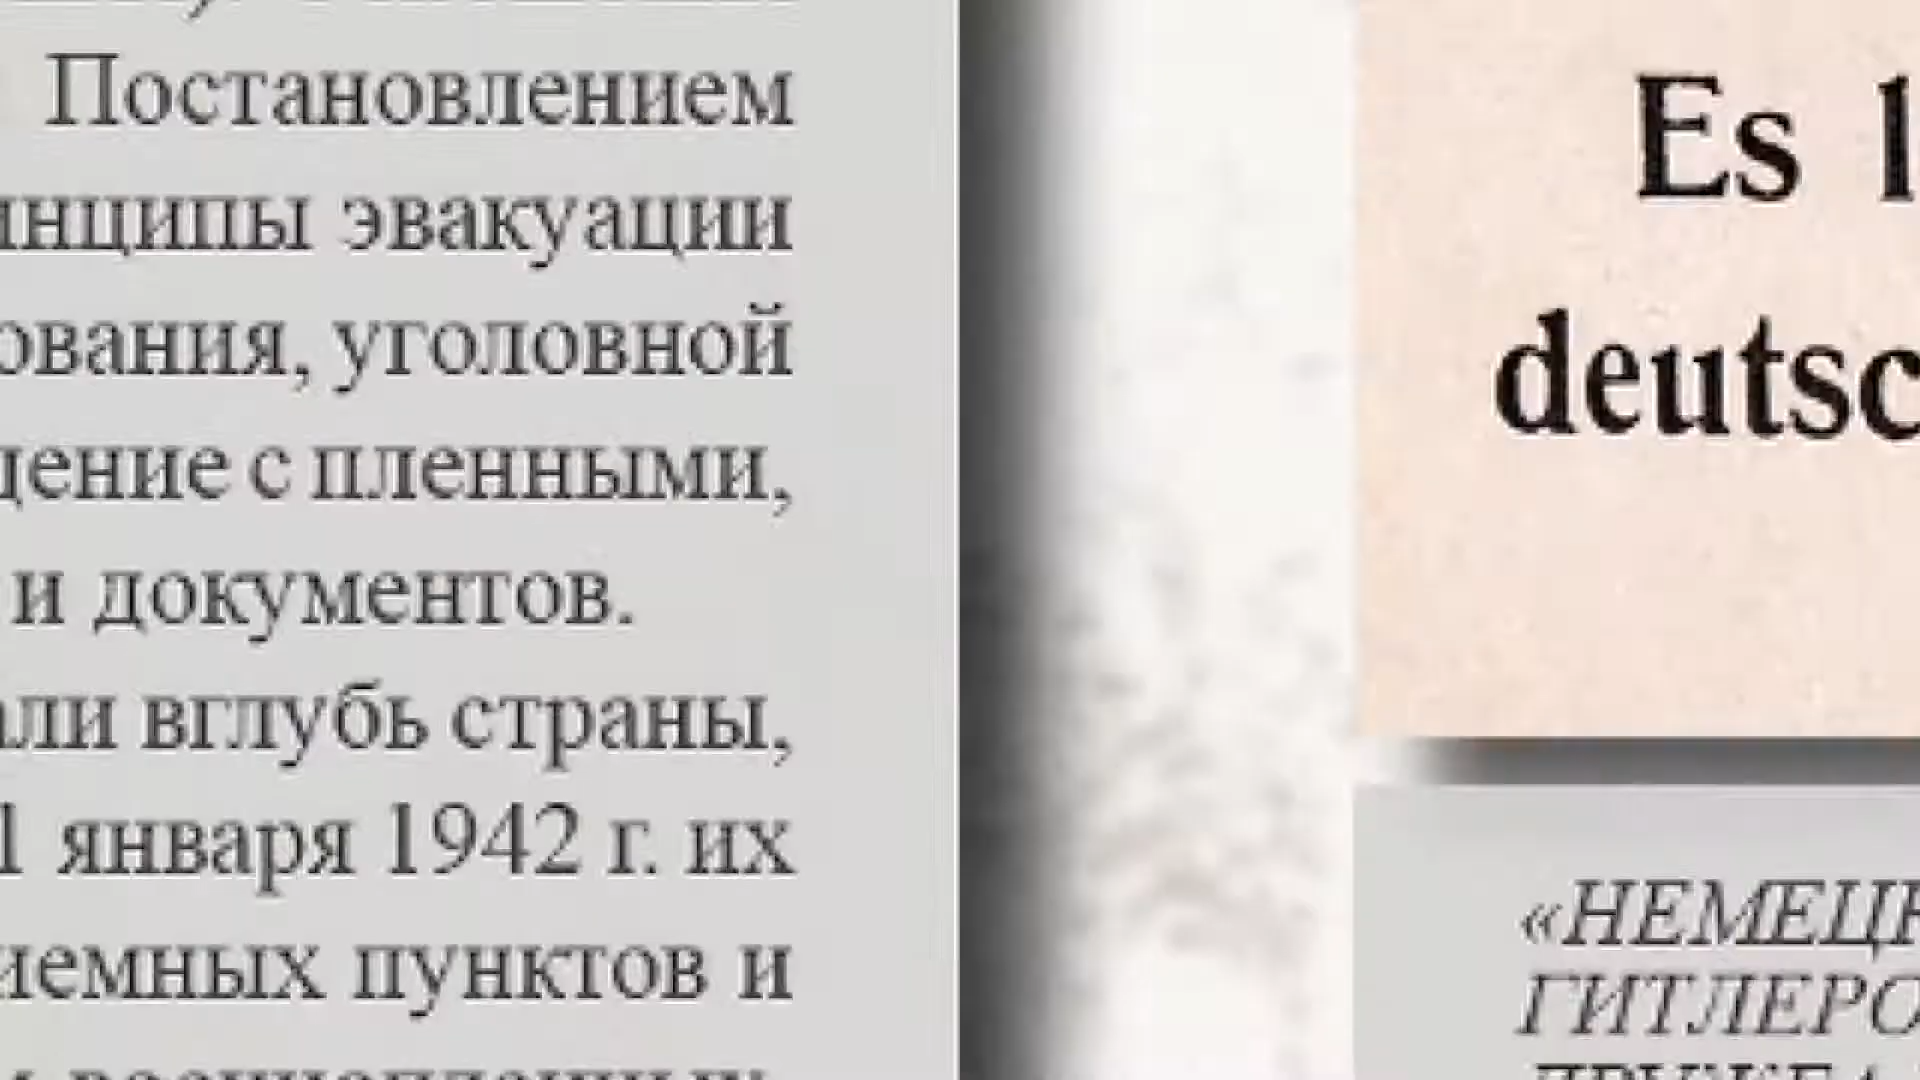 Постановлением
инципы эвакуации
ования, уголовной
щение с пленными,
и документов.
али вглубь страны,
1 января 1942 г. их
иемных пунктов и
Es l
deutsc
«НЕМЕЦК
ГИТЛЕРО